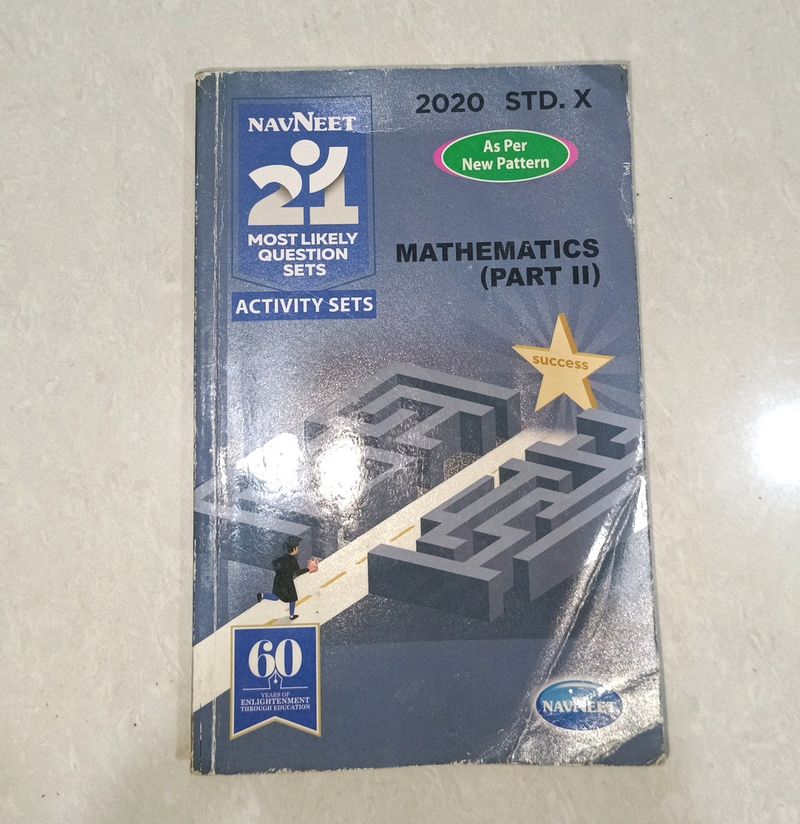 2020 STD. X
NAVNEET
21
MOST LIKELY
QUESTION
SETS
ACTIVITY SETS
As Per
New Pattern
MATHEMATICS
(PART II)
success
60
YEARS OF
ENLIGHTENMENT
THROUGH EDUCATION
NAVNEET